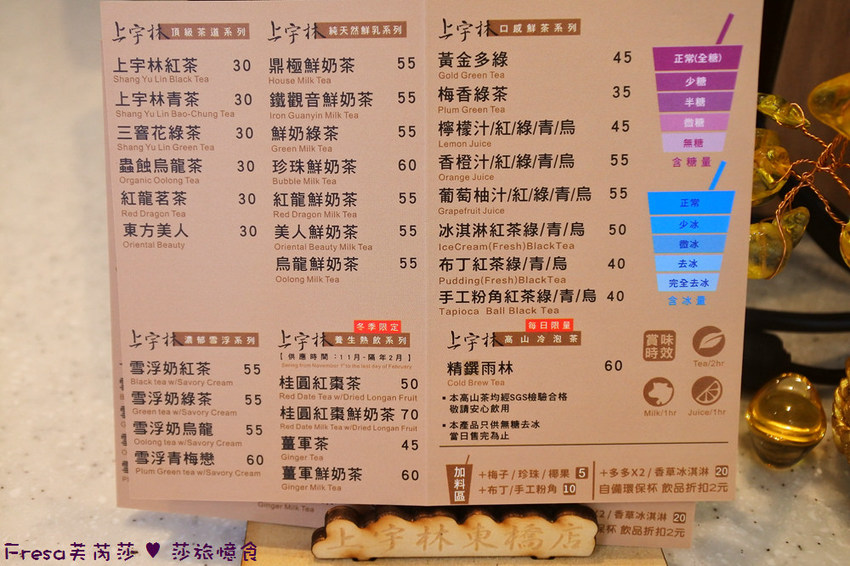 上宇林 頂級茶道系列
上宇林紅茶 30
Shang Yu Lin Black Tea
上宇林青茶 30
Shang Yu Lin Bao-Chung Tea
三窨花綠茶 30
Shang Yu Lin Green Tea
蟲蝕烏龍茶 30
Organic Oolong Tea
紅龍茗茶 30
Red Dragon Tea
東方美人 30
Oriental Beauty
上宇林 純天然鮮乳系列
鼎極鮮奶茶 55
House Milk Tea
鐵觀音鮮奶茶 55
Iron Guanyin Milk Tea
鮮奶綠茶 55
Green Milk Tea
珍珠鮮奶茶 60
Bubble Milk Tea
紅龍鮮奶茶 55
Red Dragon Milk Tea
美人鮮奶茶 55
Oriental Beauty Milk Tea
烏龍鮮奶茶 55
Oolong Milk Tea
上宇林 口感鮮茶系列
黃金多綠 45
Gold Green Tea
梅香綠茶 35
Plum Green Tea
檸檬汁/紅/綠/青/烏 45
Lemon Juice
香橙汁/紅/綠/青/烏 55
Orange Juice
葡萄柚汁/紅/綠/青/烏 55
Grapefruit Juice
冰淇淋紅茶綠/青/烏 50
IceCream(Fresh)BlackTea
布丁紅茶綠/青/烏 40
Pudding(Fresh)BlackTea
手工粉角紅茶綠/青/烏 40
Tapioca Ball Black Tea
正常(全糖)
少糖
半糖
微糖
無糖
含糖量
正常
少冰
微冰
去冰
完全去冰
含冰量
上宇林 濃郁雪浮系列
雪浮奶紅茶 55
Black tea w/Savory Cream
雪浮奶綠茶 55
Green tea w/Savory Cream
雪浮奶烏龍 55
Oolong tea w/Savory Cream
雪浮青梅戀 60
Plum Green tea w/Savory Cream
冬季限定
上宇林 養生熱飲系列
[ 供應時間:11月-隔年2月 ]
桂圓紅棗茶 50
Red Date Tea w/Dried Longan Fruit
桂圓紅棗鮮奶茶 70
Red Date Milk Tea w/Dried Longan Fruit
薑軍茶 45
Ginger Tea
薑軍鮮奶茶 60
Ginger Milk Tea
每日限量
上宇林 高山冷泡茶
精饌雨林 60
Cold Brew Tea
▪ 本高山茶均經SGS檢驗合格
敬請安心飲用
▪ 本產品只供無糖去冰
當日售完為止
賞味時效
Tea/2hr
Milk/1hr
Juice/1hr
加料區
+梅子/珍珠/椰果 5
+布丁/手工粉角 10
+多多X2/香草冰淇淋 20
自備環保杯 飲品折扣2元
Ginger Milk Tea
X2/香草冰淇淋 20
保杯 飲品折扣2元
上宇林東橋店
Fresa芙芮莎 ♥ 莎旅憶食